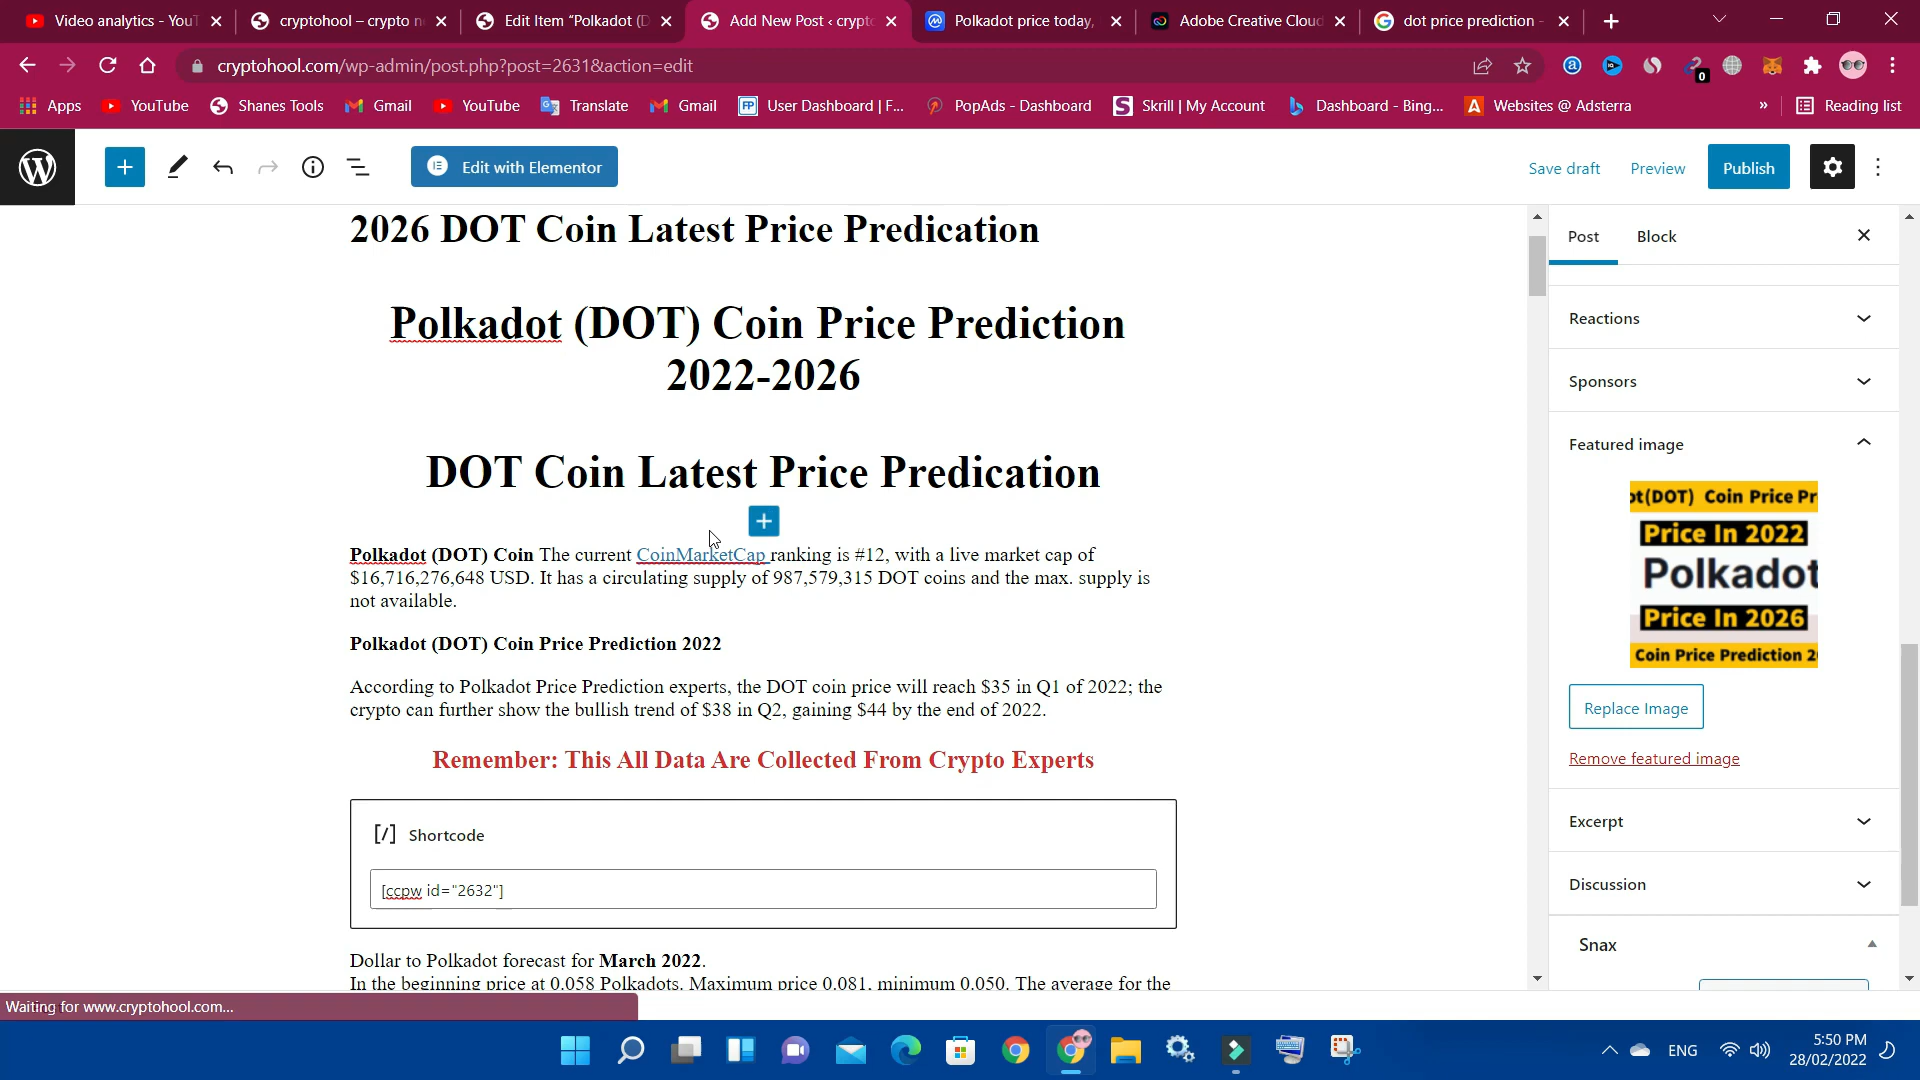 Video analytics - YouT
cryptohool – crypto n
Edit Item “Polkadot (D
Add New Post ‹ crypto
Polkadot price today,
Adobe Creative Cloud
dot price prediction -
cryptohool.com/wp-admin/post.php?post=2631&action=edit
0
Apps
YouTube
Shanes Tools
Gmail
YouTube
Translate
Gmail
User Dashboard | F...
PopAds - Dashboard
Skrill | My Account
Dashboard - Bing...
Websites @ Adsterra
»
Reading list
Edit with Elementor
Save draft
Preview
Publish
2026 DOT Coin Latest Price Predication
Polkadot (DOT) Coin Price Prediction
2022-2026
DOT Coin Latest Price Predication
Polkadot (DOT) Coin The current CoinMarketCap ranking is #12, with a live market cap of
$16,716,276,648 USD. It has a circulating supply of 987,579,315 DOT coins and the max. supply is
not available.
Polkadot (DOT) Coin Price Prediction 2022
According to Polkadot Price Prediction experts, the DOT coin price will reach $35 in Q1 of 2022; the
crypto can further show the bullish trend of $38 in Q2, gaining $44 by the end of 2022.
Remember: This All Data Are Collected From Crypto Experts
[/] Shortcode
[ccpw id="2632"]
Dollar to Polkadot forecast for March 2022.
In the beginning price at 0.058 Polkadots. Maximum price 0.081, minimum 0.050. The average for the
Post
Block
Reactions
Sponsors
Featured image
ot(DOT) Coin Price Pr
Price In 2022
Polkadot
Price In 2026
Coin Price Prediction 2
Replace Image
Remove featured image
Excerpt
Discussion
Snax
Waiting for www.cryptohool.com...
ENG
5:50 PM
28/02/2022